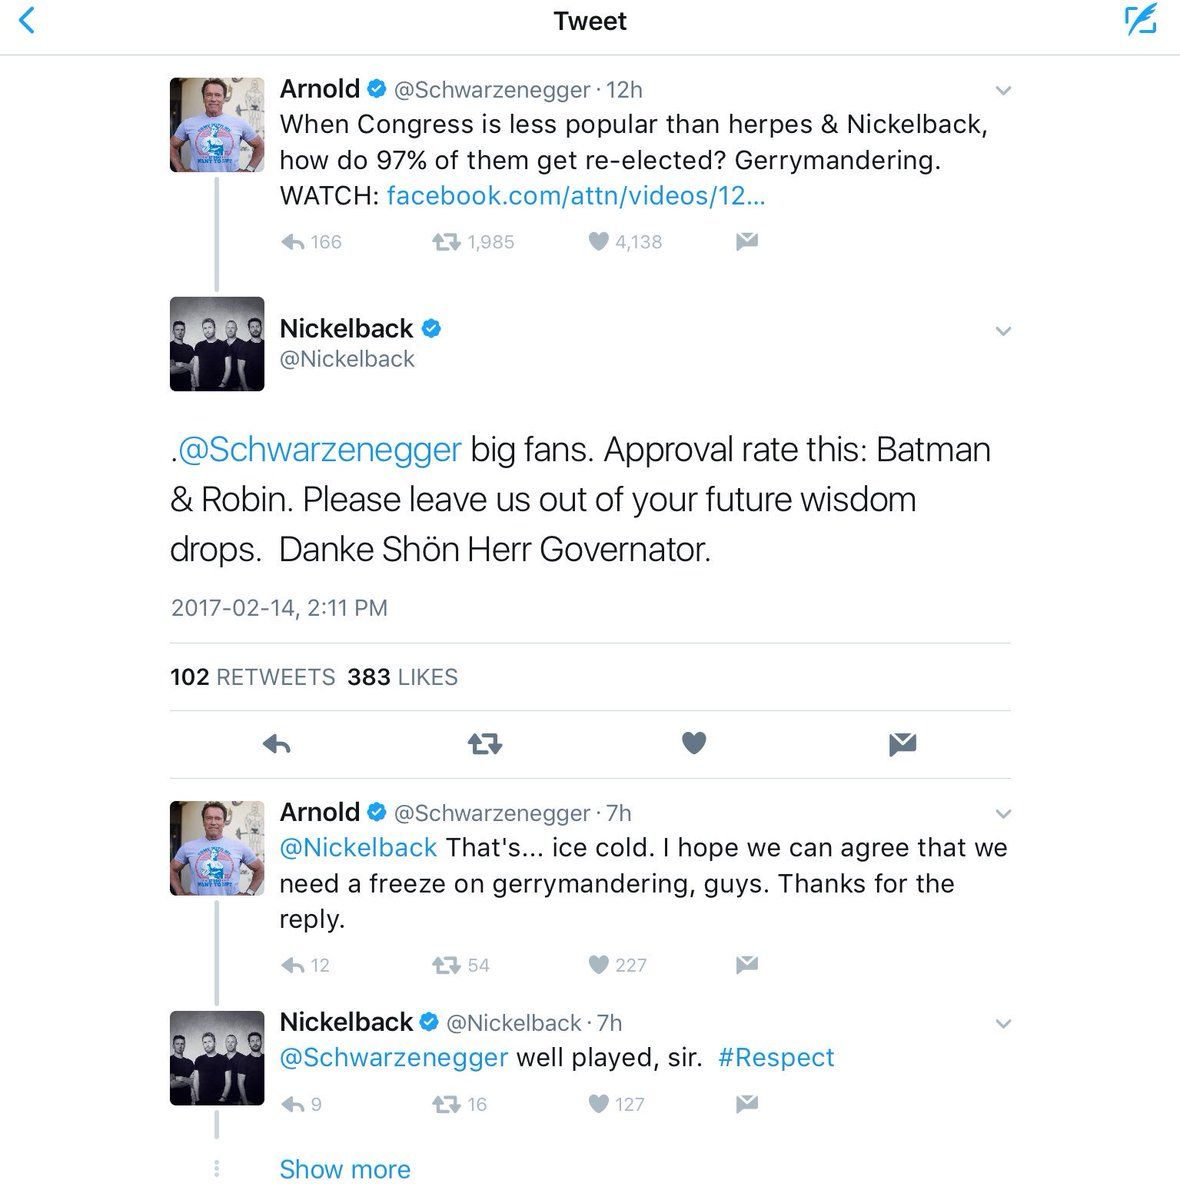 Tweet
Arnold @Schwarzenegger · 12h
When Congress is less popular than herpes & Nickelback,
how do 97% of them get re-elected? Gerrymandering.
WATCH: facebook.com/attn/videos/12...
166 1,985 4,138
Nickelback
@Nickelback
.@Schwarzenegger big fans. Approval rate this: Batman
& Robin. Please leave us out of your future wisdom
drops.  Danke Shön Herr Governator.
2017-02-14, 2:11 PM
102 RETWEETS 383 LIKES
Arnold @Schwarzenegger · 7h
@Nickelback That's... ice cold. I hope we can agree that we
need a freeze on gerrymandering, guys. Thanks for the
reply.
12 54 227
Nickelback @Nickelback · 7h
@Schwarzenegger well played, sir.  #Respect
9 16 127
Show more